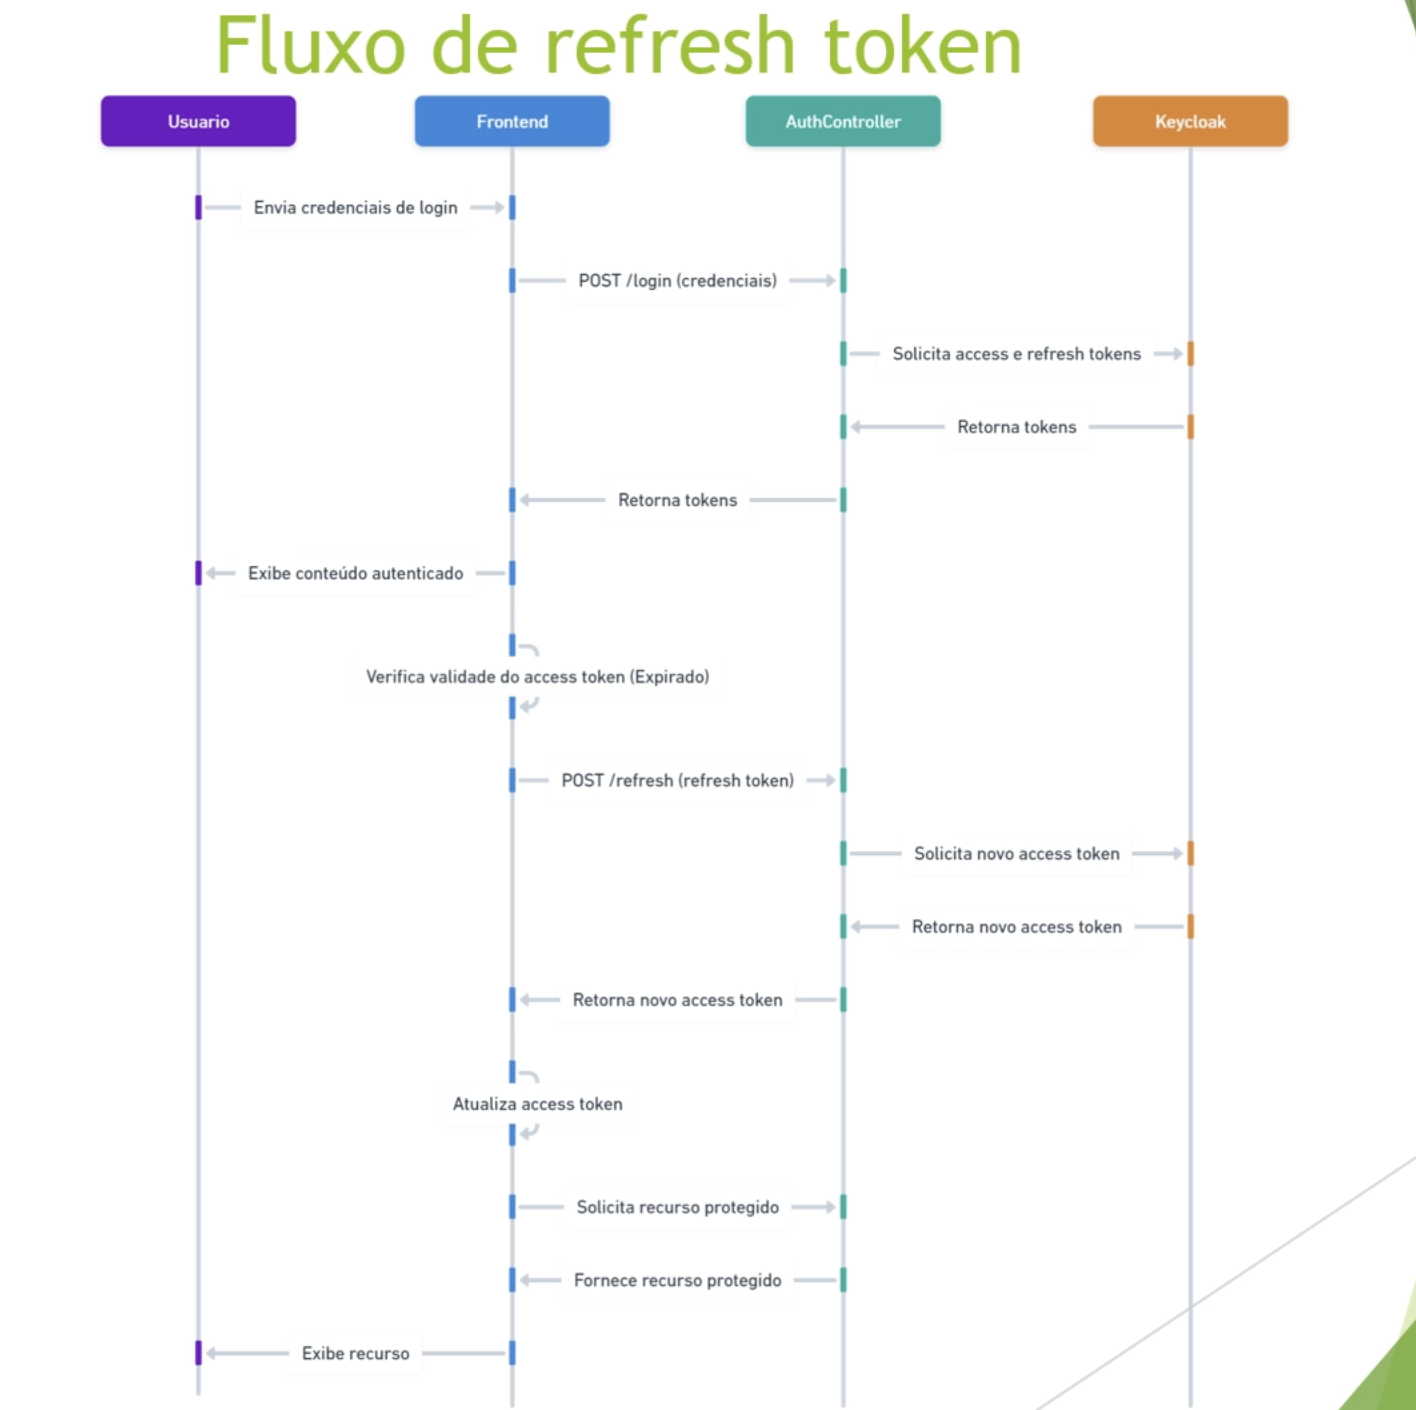 Fluxo de refresh token
Usuario
Frontend
AuthController
Keycloak
Envia credenciais de login
POST /login (credenciais)
Solicita access e refresh tokens
Retorna tokens
Retorna tokens
Exibe conteúdo autenticado
Verifica validade do access token (Expirado)
POST /refresh (refresh token)
Solicita novo access token
Retorna novo access token
Retorna novo access token
Atualiza access token
Solicita recurso protegido
Fornece recurso protegido
Exibe recurso